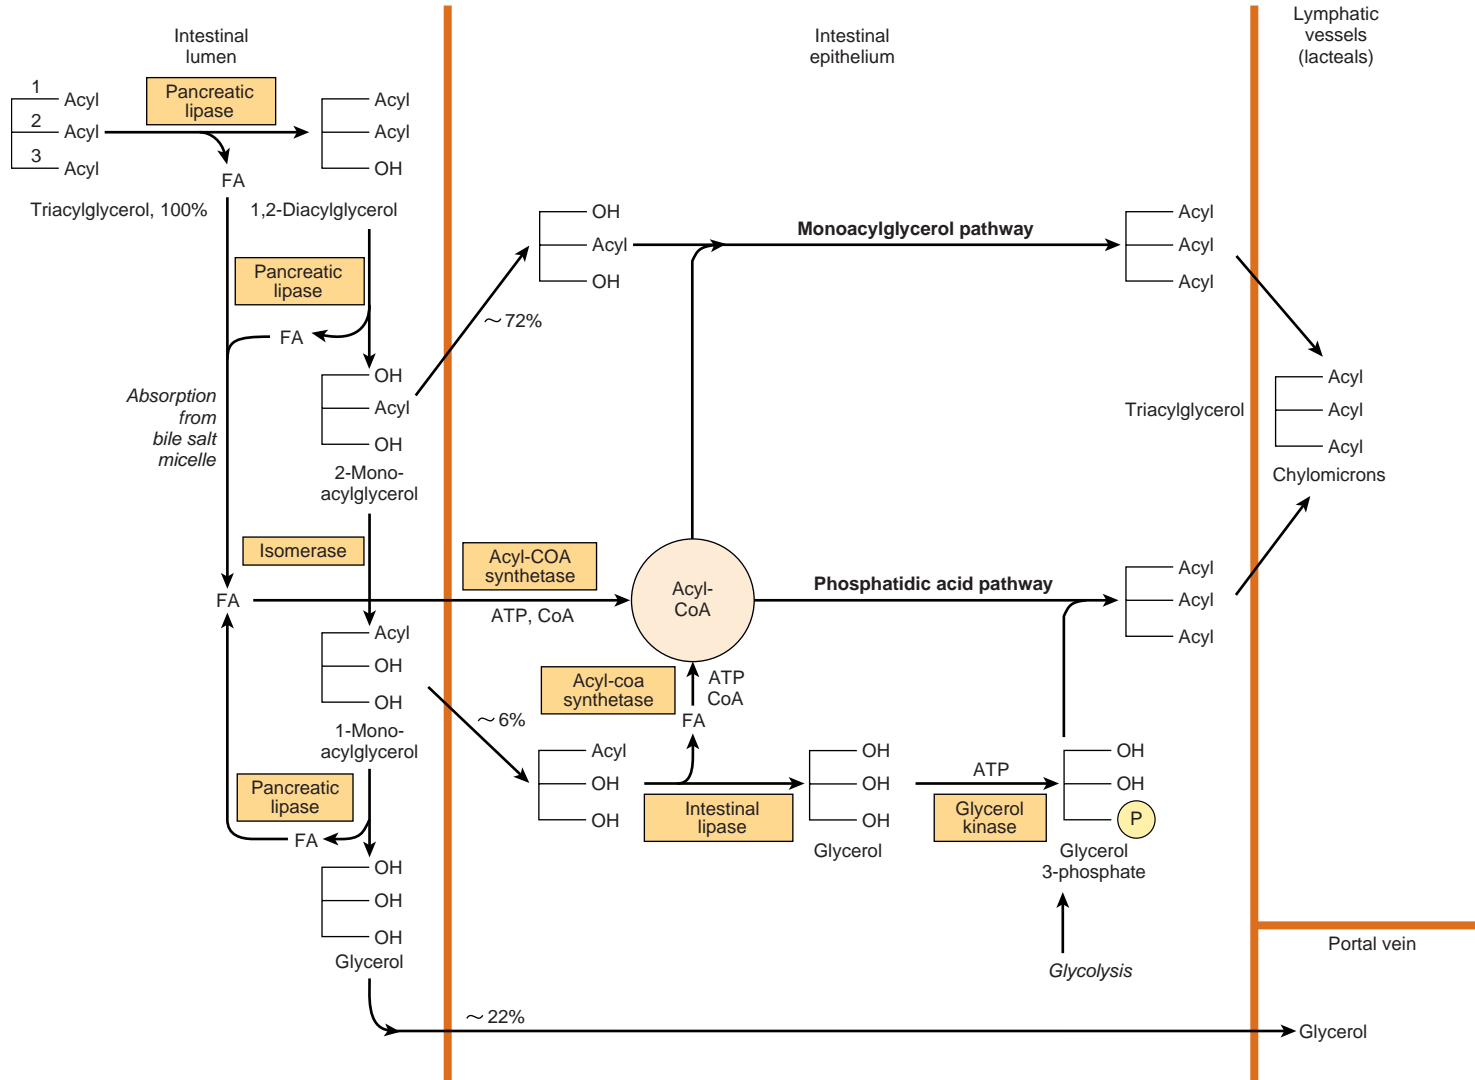 Intestinal
lumen
Intestinal
epithelium
Lymphatic
vessels
(lacteals)
1
Acyl
2
Acyl
3
Acyl
Pancreatic
lipase
Acyl
Acyl
OH
FA
Triacylglycerol, 100%
1,2-Diacylglycerol
Pancreatic
lipase
FA
OH
Acyl
OH
2-Mono-
acylglycerol
Absorption
from
bile salt
micelle
~72%
OH
Acyl
OH
Monoacylglycerol pathway
Acyl
Acyl
Acyl
Triacylglycerol
Acyl
Acyl
Acyl
Chylomicrons
Isomerase
FA
Acyl-COA
synthetase
ATP, CoA
Acyl-
CoA
Phosphatidic acid pathway
Acyl
Acyl
Acyl
Acyl
OH
OH
1-Mono-
acylglycerol
~6%
Acyl-coa
synthetase
ATP
CoA
FA
Acyl
OH
OH
Intestinal
lipase
OH
OH
OH
Glycerol
ATP
Glycerol
kinase
OH
OH
P
Glycerol
3-phosphate
Glycolysis
Pancreatic
lipase
FA
OH
OH
OH
Glycerol
~22%
Portal vein
Glycerol